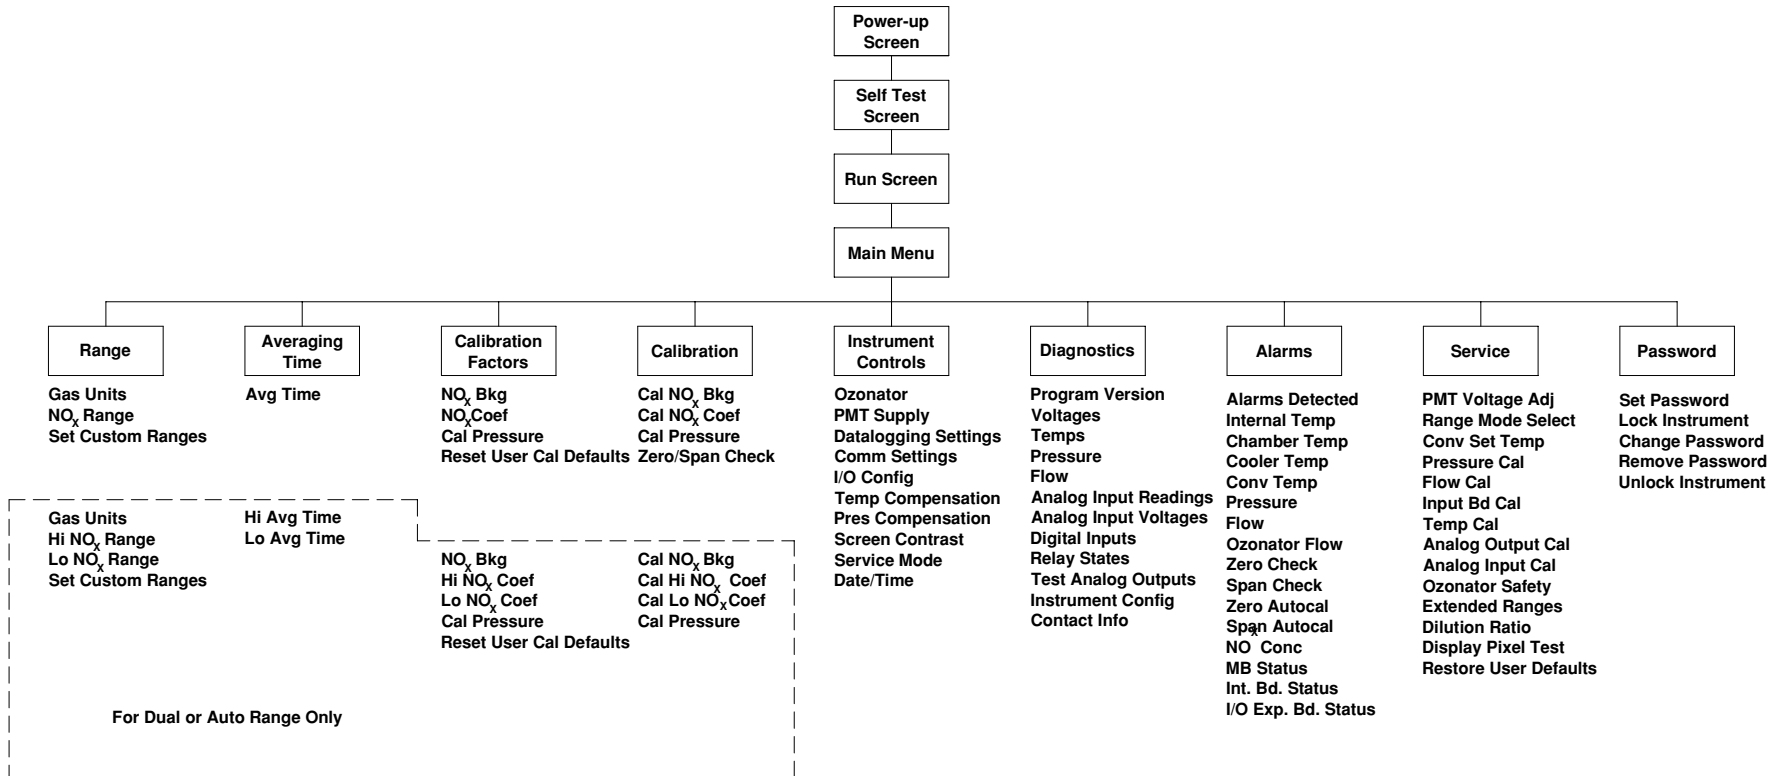 Power-up
Screen
Self Test
Screen
Run Screen
Main Menu
Range
Gas Units
NOx Range
Set Custom Ranges
Averaging
Time
Avg Time
Calibration
Factors
NOx Bkg
NOx Coef
Cal Pressure
Reset User Cal Defaults
Calibration
Cal NOx Bkg
Cal NOx Coef
Cal Pressure
Zero/Span Check
Gas Units
Hi NOx Range
Lo NOx Range
Set Custom Ranges
Hi Avg Time
Lo Avg Time
NOx Bkg
Hi NOx Coef
Lo NOx Coef
Cal Pressure
Reset User Cal Defaults
Cal NOx Bkg
Cal Hi NOx Coef
Cal Lo NOx Coef
Cal Pressure
For Dual or Auto Range Only
Instrument
Controls
Ozonator
PMT Supply
Datalogging Settings
Comm Settings
I/O Config
Temp Compensation
Pres Compensation
Screen Contrast
Service Mode
Date/Time
Diagnostics
Program Version
Voltages
Temps
Pressure
Flow
Analog Input Readings
Analog Input Voltages
Digital Inputs
Relay States
Test Analog Outputs
Instrument Config
Contact Info
Alarms
Alarms Detected
Internal Temp
Chamber Temp
Cooler Temp
Conv Temp
Pressure
Flow
Ozonator Flow
Zero Check
Span Check
Zero Autocal
Span Autocal
NOx Conc
MB Status
Int. Bd. Status
I/O Exp. Bd. Status
Service
PMT Voltage Adj
Range Mode Select
Conv Set Temp
Pressure Cal
Flow Cal
Input Bd Cal
Temp Cal
Analog Output Cal
Analog Input Cal
Ozonator Safety
Extended Ranges
Dilution Ratio
Display Pixel Test
Restore User Defaults
Password
Set Password
Lock Instrument
Change Password
Remove Password
Unlock Instrument